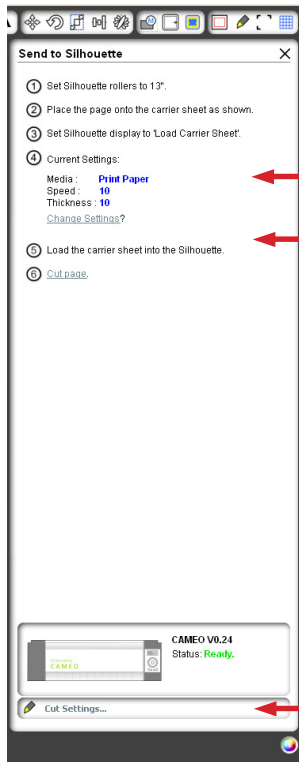 Send to Silhouette
1 Set Silhouette rollers to 13".
2 Place the page onto the carrier sheet as shown.
3 Set Silhouette display to 'Load Carrier Sheet'.
4 Current Settings:
Media : Print Paper
Speed : 10
Thickness : 10
Change Settings?
5 Load the carrier sheet into the Silhouette.
6 Cut page.
CAMEO V0.24
Status: Ready.
CAMEO
Cut Settings...